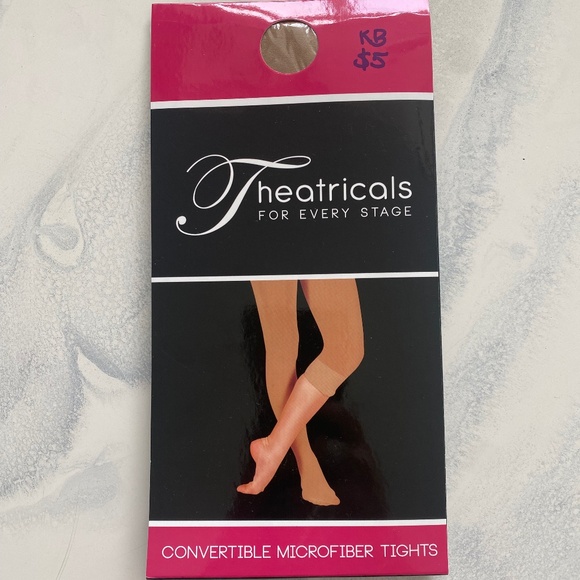 KB
$5
Theatricals
FOR EVERY STAGE
CONVERTIBLE MICROFIBER TIGHTS